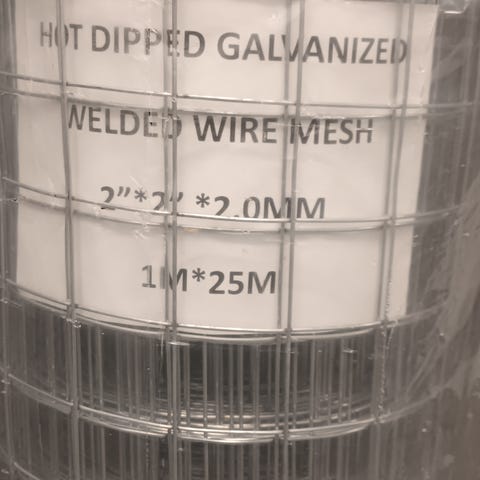 HOT DIPPED GALVANIZED
WELDED WIRE MESH
2”*2” *2.0MM
1M*25M